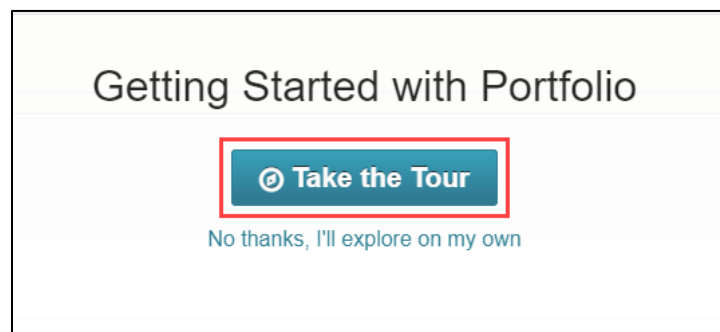 Getting Started with Portfolio
Take the Tour
No thanks, I'll explore on my own